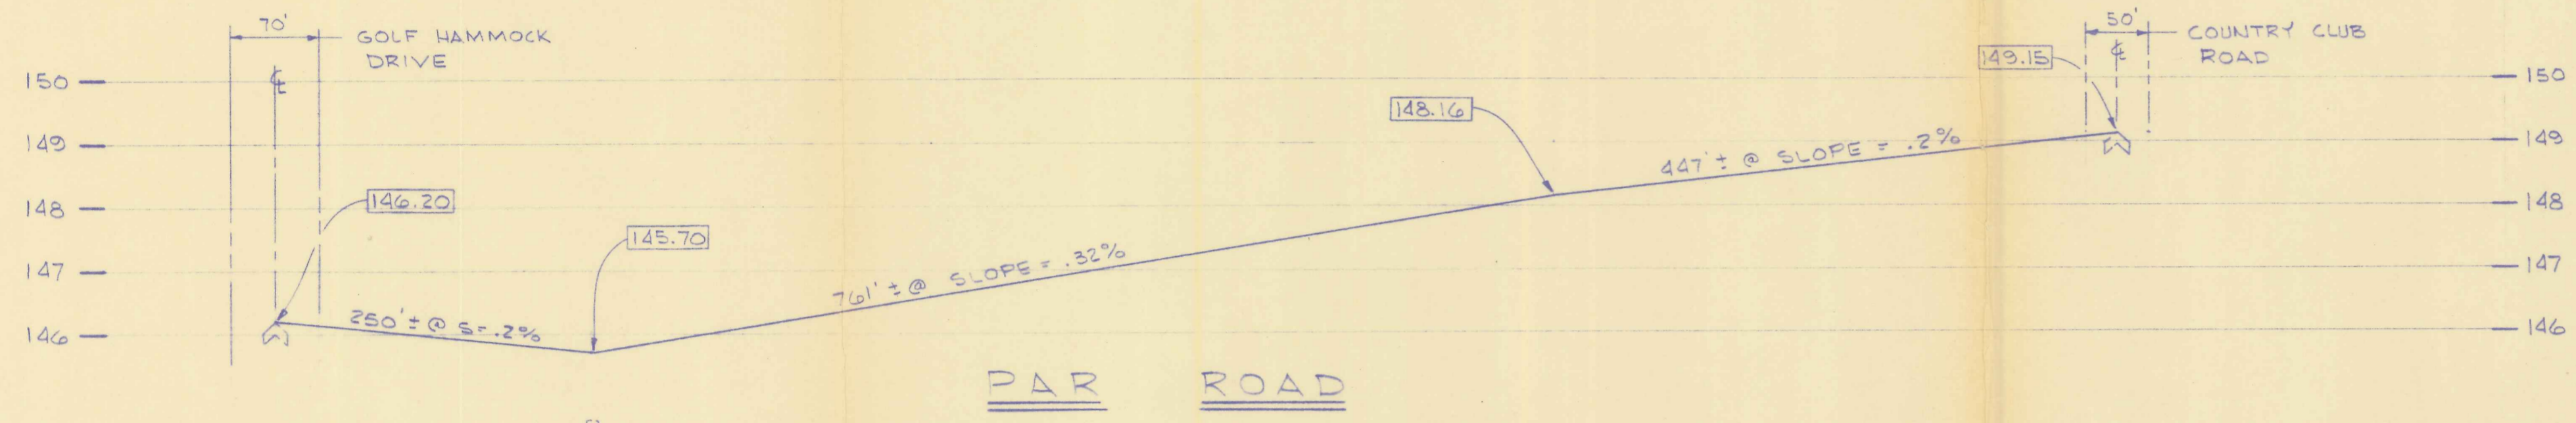 70'
GOLF HAMMOCK
DRIVE
50'
COUNTRY CLUB
ROAD
149.15
150
℄
℄
150
148.16
149
447'± @ SLOPE = .2%
149
146.20
148
148
145.70
147
761'± @ SLOPE = .32%
147
146
250'± @ S=.2%
146
PAR ROAD